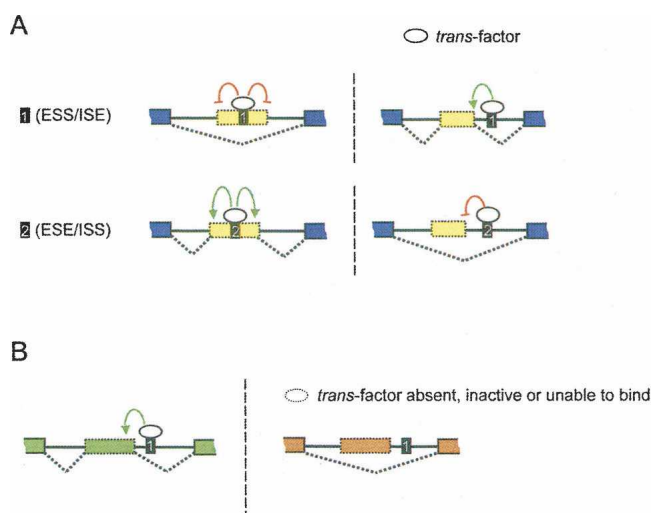 A
trans-factor
1 (ESS/ISE)
1
1
2 (ESE/ISS)
2
2
B
trans-factor absent, inactive or unable to bind
1
1